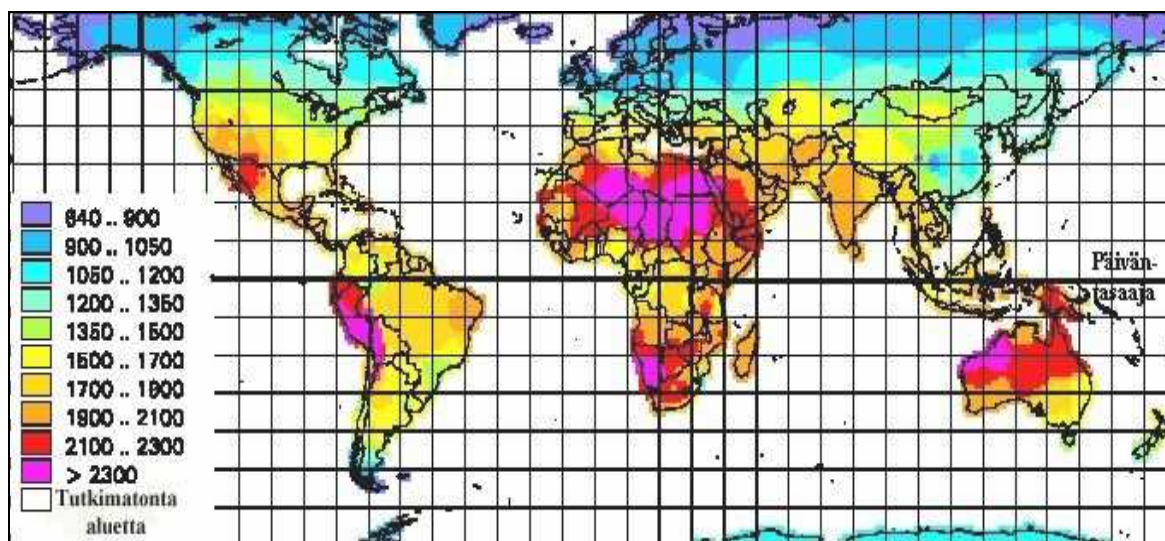 640 .. 900
900 .. 1050
1050 .. 1200
1200 .. 1350
1350 .. 1500
1500 .. 1700
1700 .. 1900
1900 .. 2100
2100 .. 2300
> 2300
Tutkimatonta
aluetta
Päivän-
tasaaja